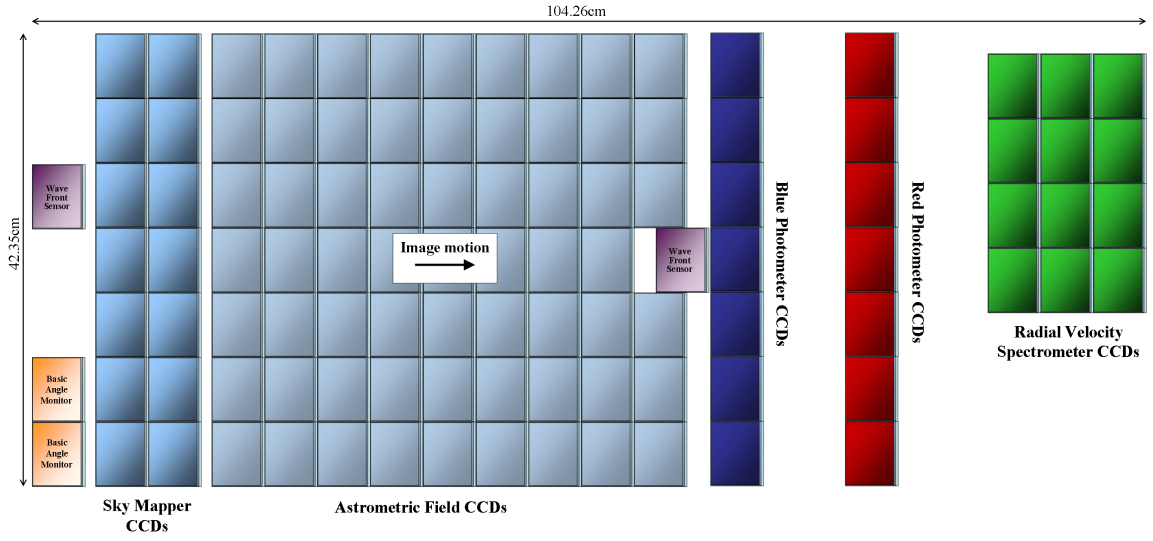 104.26cm
42.35cm
Wave
Front
Sensor
Image motion
Wave
Front
Sensor
Basic
Angle
Monitor
Basic
Angle
Monitor
Sky Mapper
CCDs
Astrometric Field CCDs
Blue Photometer CCDs
Red Photometer CCDs
Radial Velocity
Spectrometer CCDs